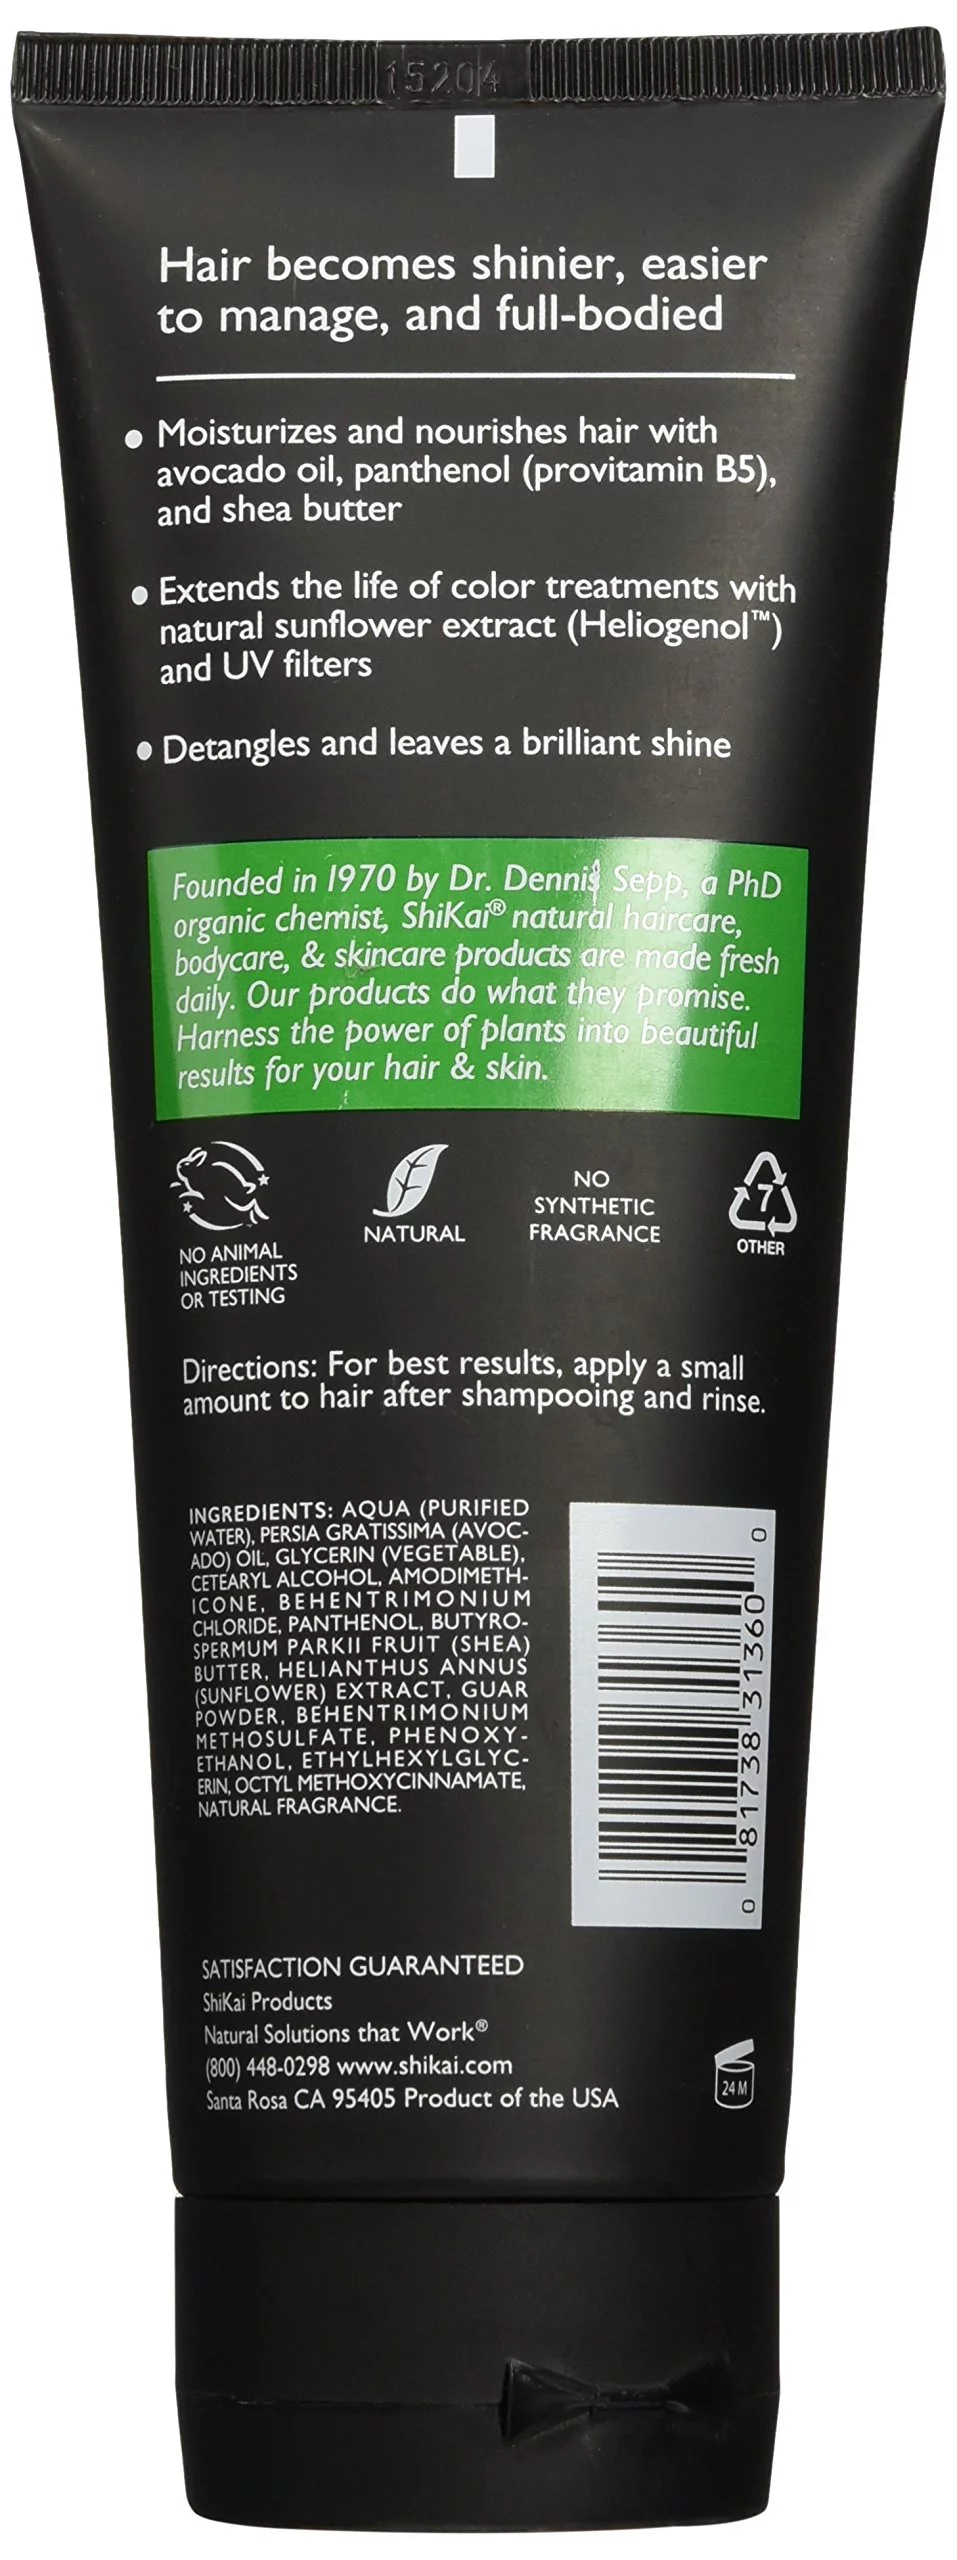 15204
Hair becomes shinier, easier
to manage, and full-bodied
• Moisturizes and nourishes hair with
avocado oil, panthenol (provitamin B5),
and shea butter
• Extends the life of color treatments with
natural sunflower extract (Heliogenol™)
and UV filters
• Detangles and leaves a brilliant shine
Founded in 1970 by Dr. Dennis Sepp, a PhD
organic chemist, ShiKai® natural haircare,
bodycare, & skincare products are made fresh
daily. Our products do what they promise.
Harness the power of plants into beautiful
results for your hair & skin.
NO ANIMAL
INGREDIENTS
OR TESTING
NATURAL
NO
SYNTHETIC
FRAGRANCE
7
OTHER
Directions: For best results, apply a small
amount to hair after shampooing and rinse.
INGREDIENTS: AQUA (PURIFIED
WATER), PERSIA GRATISSIMA (AVOC-
ADO) OIL, GLYCERIN (VEGETABLE),
CETEARYL ALCOHOL, AMODIMETH-
ICONE, BEHENTRIMONIUM
CHLORIDE, PANTHENOL, BUTYRO-
SPERMUM PARKII FRUIT (SHEA)
BUTTER, HELIANTHUS ANNUS
(SUNFLOWER) EXTRACT, GUAR
POWDER, BEHENTRIMONIUM
METHOSULFATE, PHENOXY-
ETHANOL, ETHYLHEXYLGLYC-
ERIN, OCTYL METHOXYCINNAMATE,
NATURAL FRAGRANCE.
0 81738 31360 0
SATISFACTION GUARANTEED
ShiKai Products
Natural Solutions that Work®
(800) 448-0298 www.shikai.com
Santa Rosa CA 95405 Product of the USA
24 M